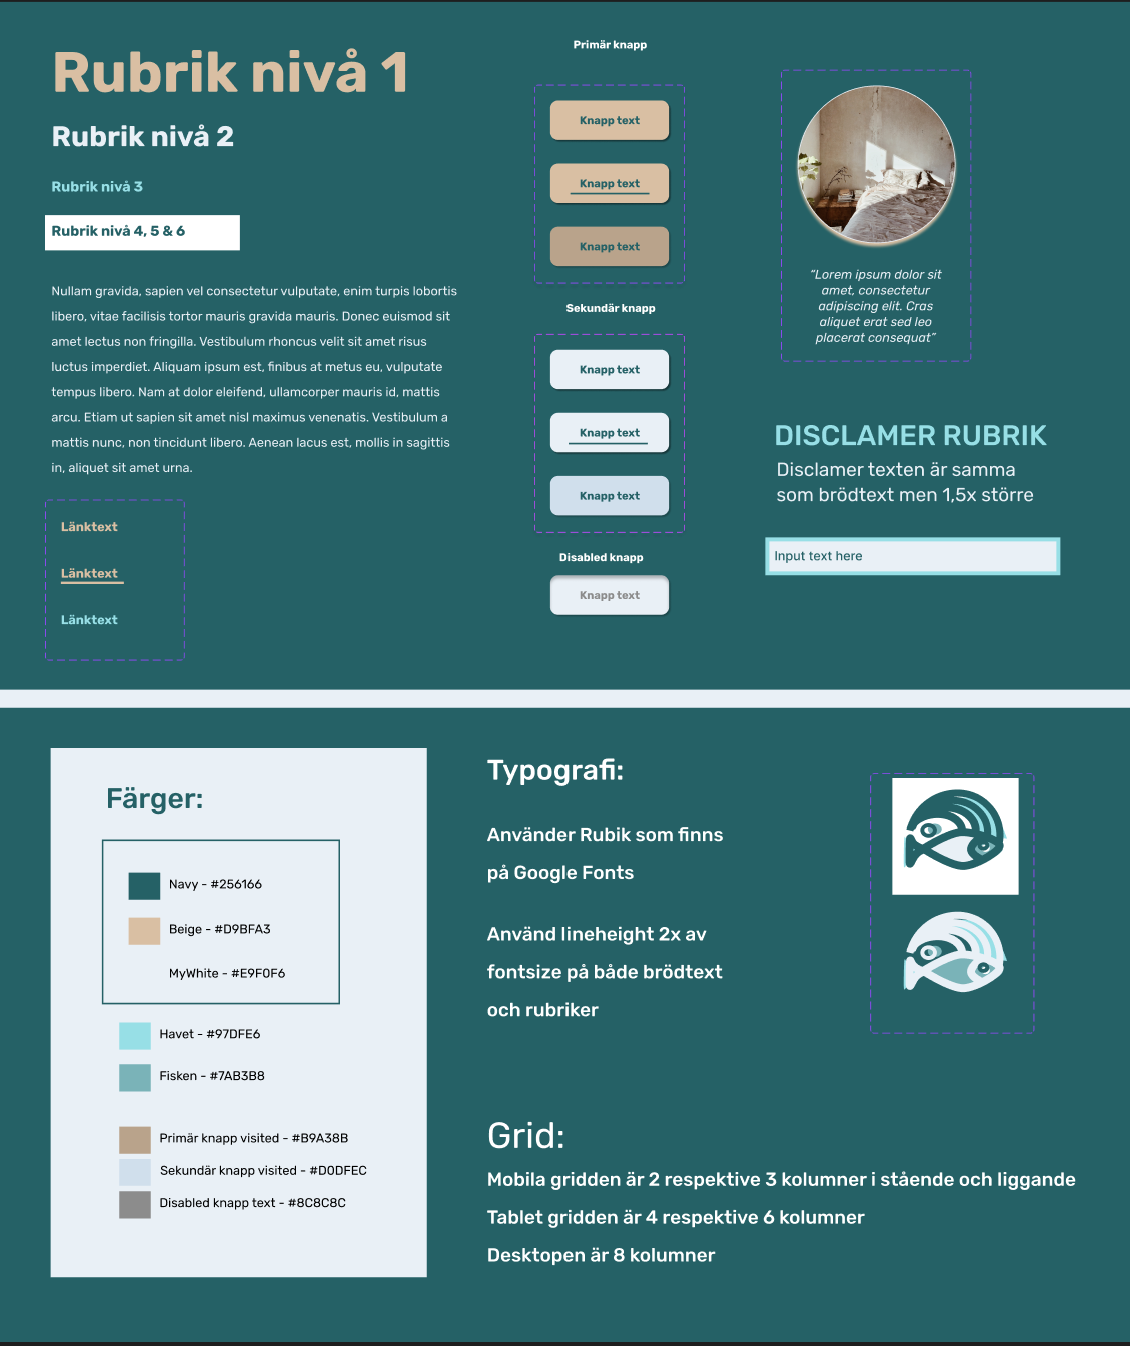 Rubrik nivå 1
Rubrik nivå 2
Rubrik nivå 3
Rubrik nivå 4, 5 & 6
Nullam gravida, sapien vel consectetur vulputate, enim turpis lobortis
libero, vitae facilisis tortor mauris gravida mauris. Donec euismod sit
amet lectus non fringilla. Vestibulum rhoncus velit sit amet risus
luctus imperdiet. Aliquam ipsum est, finibus at metus eu, vulputate
tempus libero. Nam at dolor eleifend, ullamcorper mauris id, mattis
arcu. Etiam ut sapien sit amet nisl maximus venenatis. Vestibulum a
mattis nunc, non tincidunt libero. Aenean lacus est, mollis in sagittis
in, aliquet sit amet urna.
Länktext
Länktext
Länktext
Primär knapp
Knapp text
Knapp text
Knapp text
Sekundär knapp
Knapp text
Knapp text
Knapp text
Disabled knapp
Knapp text
"Lorem ipsum dolor sit
amet, consectetur
adipiscing elit. Cras
aliquet erat sed leo
placerat consequat"
DISCLAMER RUBRIK
Disclamer texten är samma
som brödtext men 1,5x större
Input text here
Färger:
Navy - #256166
Beige - #D9BFA3
MyWhite - #E9F0F6
Havet - #97DFE6
Fisken - #7AB3B8
Primär knapp visited - #B9A38B
Sekundär knapp visited - #D0DFEC
Disabled knapp text - #8C8C8C
Typografi:
Använder Rubik som finns
på Google Fonts
Använd lineheight 2x av
fontsize på både brödtext
och rubriker
Grid:
Mobila gridden är 2 respektive 3 kolumner i stående och liggande
Tablet gridden är 4 respektive 6 kolumner
Desktopen är 8 kolumner